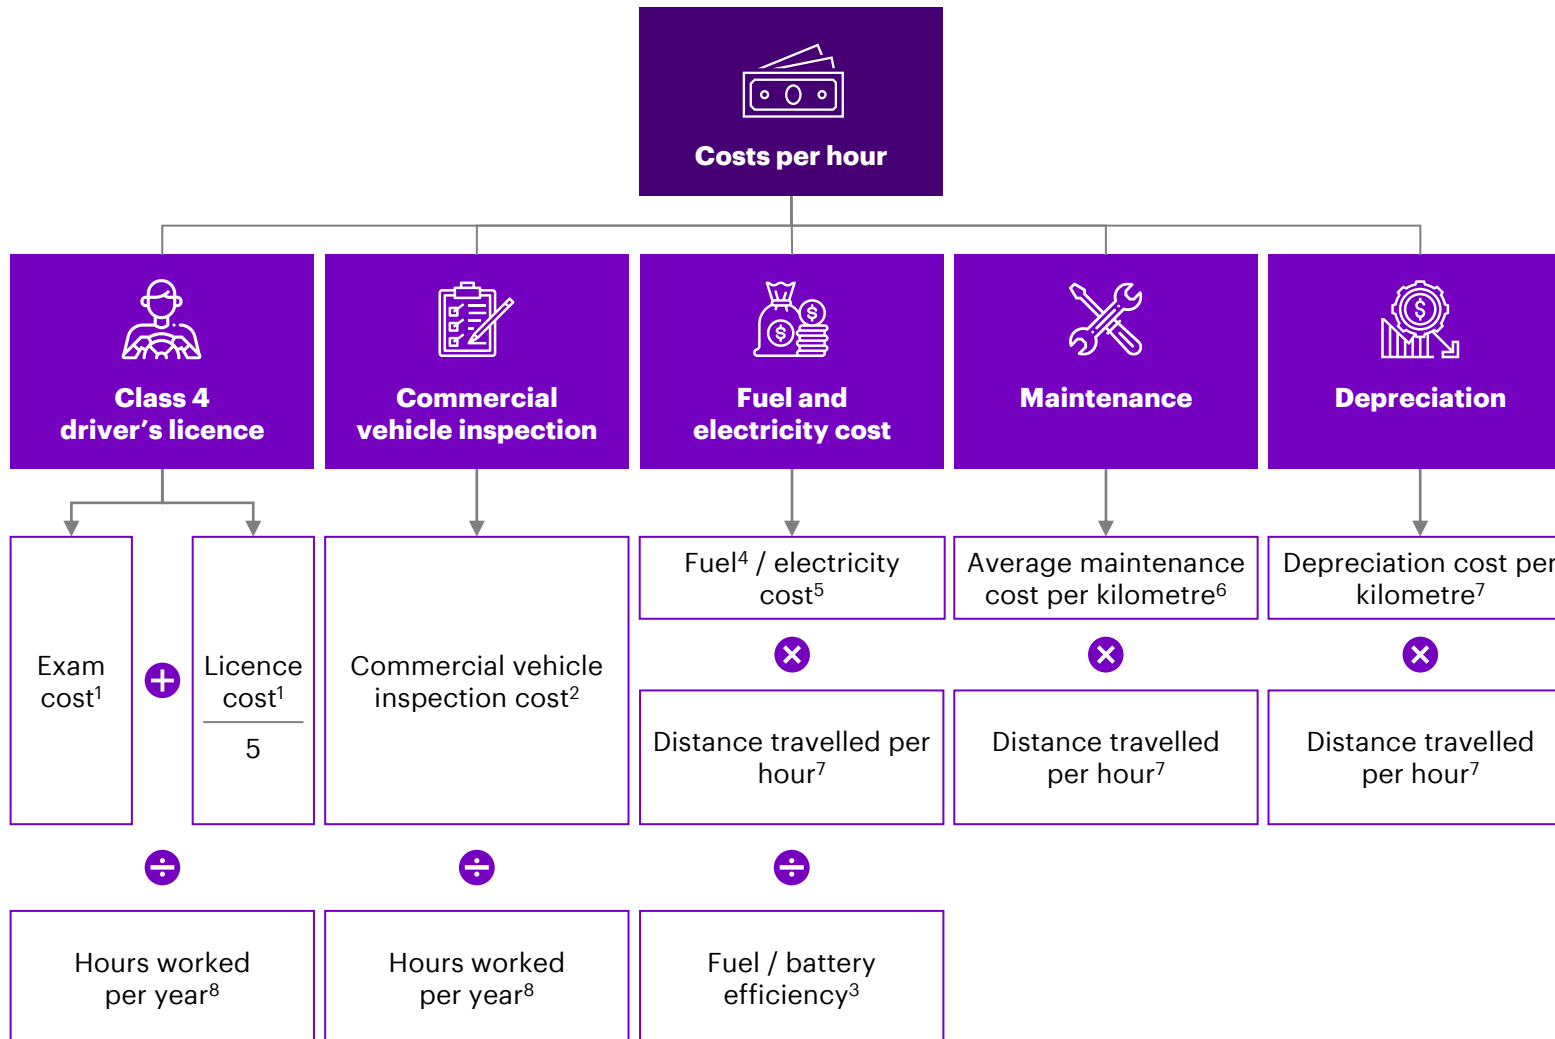 Costs per hour
Class 4
driver’s licence
Commercial
vehicle inspection
Fuel and
electricity cost
Maintenance
Depreciation
Exam
cost¹
Licence
cost¹
5
Commercial vehicle
inspection cost²
Fuel⁴ / electricity
cost⁵
Distance travelled per
hour⁷
Average maintenance
cost per kilometre⁶
Distance travelled
per hour⁷
Depreciation cost per
kilometre⁷
Distance travelled
per hour⁷
Hours worked
per year⁸
Hours worked
per year⁸
Fuel / battery
efficiency³